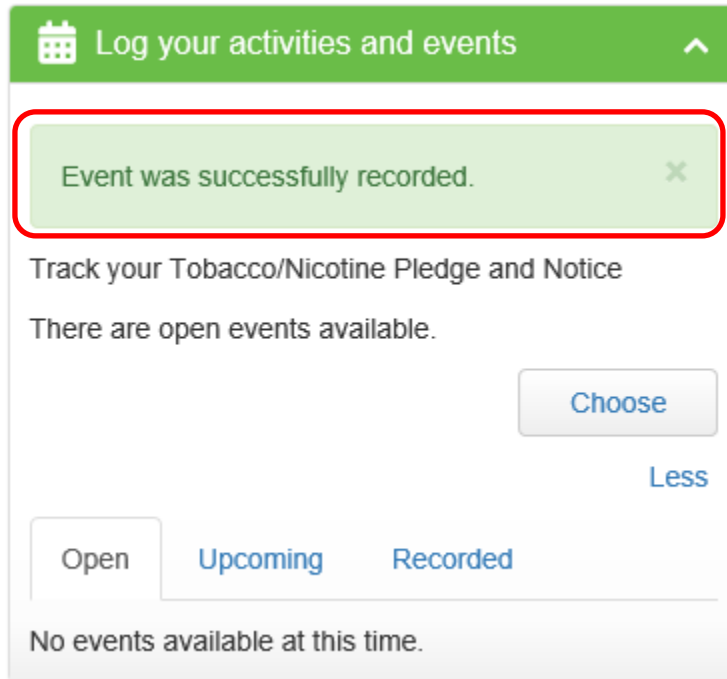 Log your activities and events
Event was successfully recorded. ×
Track your Tobacco/Nicotine Pledge and Notice
There are open events available.
Choose
Less
Open Upcoming Recorded
No events available at this time.